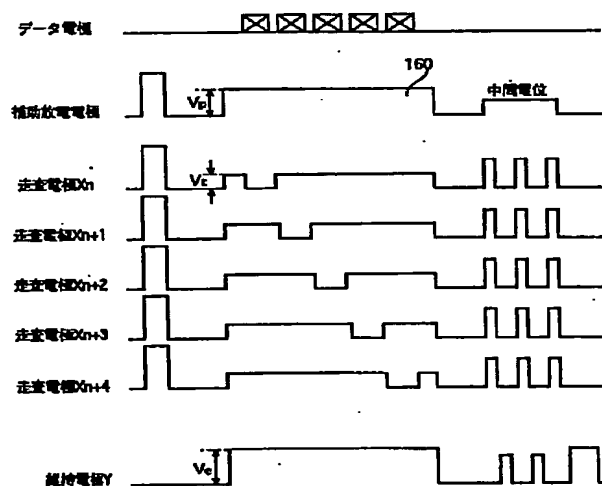 データ電極
160
補助放電電極
Vp
中間電位
走査電極Xn
Vc
走査電極Xn+1
走査電極Xn+2
走査電極Xn+3
走査電極Xn+4
維持電極Y
Ve